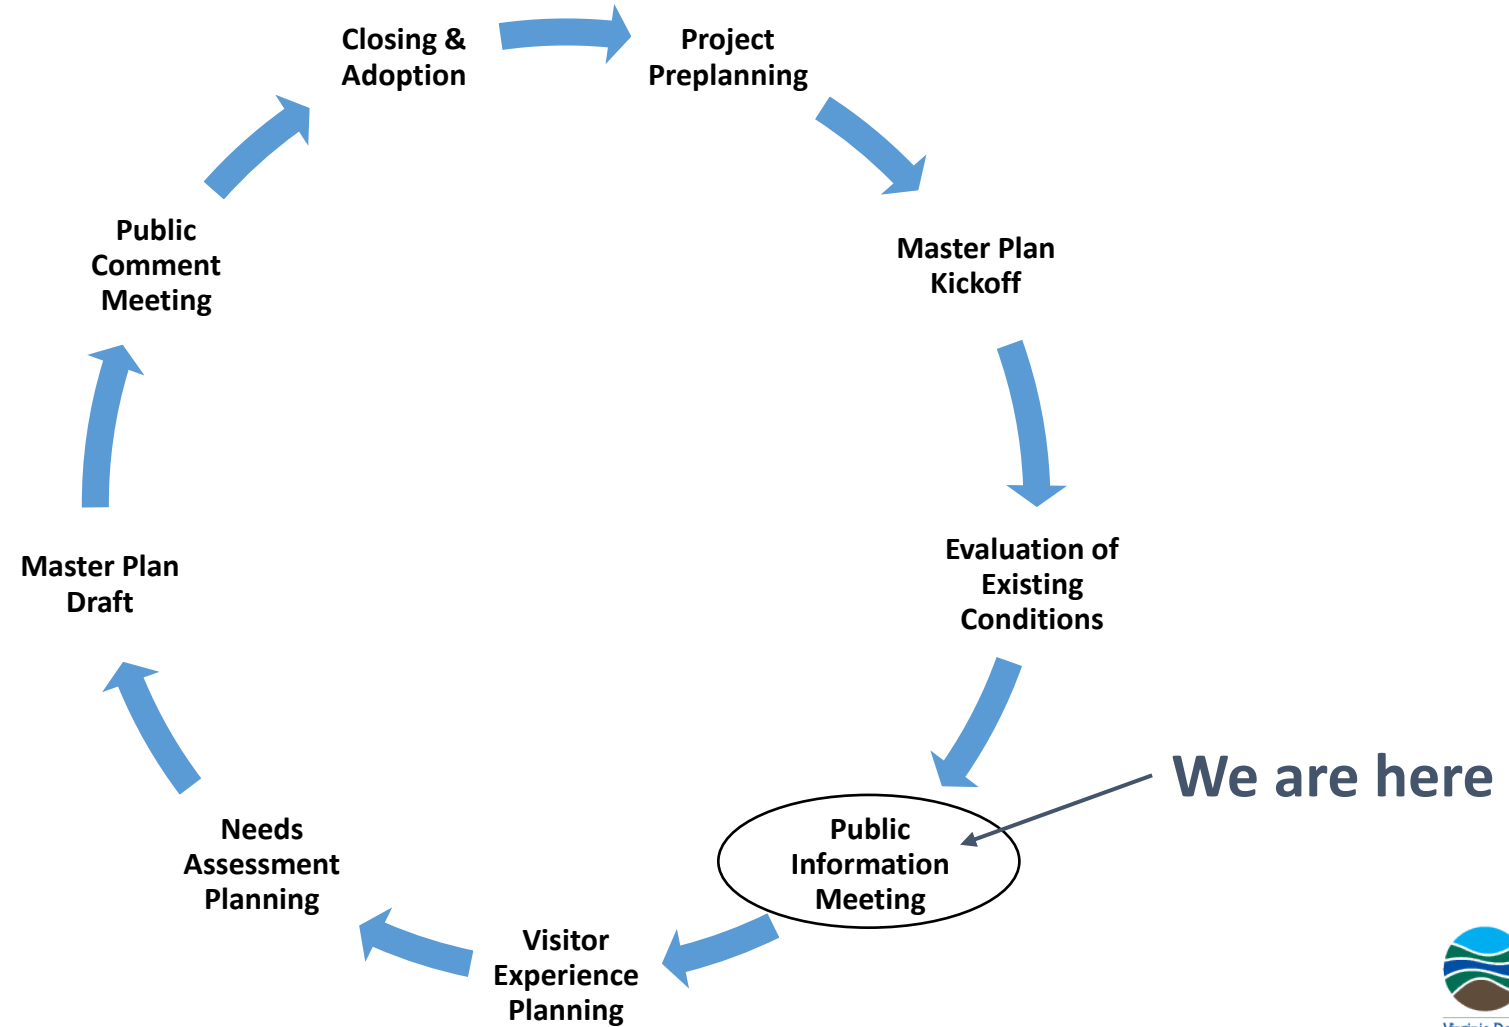 Closing &
Adoption
Project
Preplanning
Master Plan
Kickoff
Evaluation of
Existing
Conditions
We are here
Public
Information
Meeting
Visitor
Experience
Planning
Needs
Assessment
Planning
Master Plan
Draft
Public
Comment
Meeting